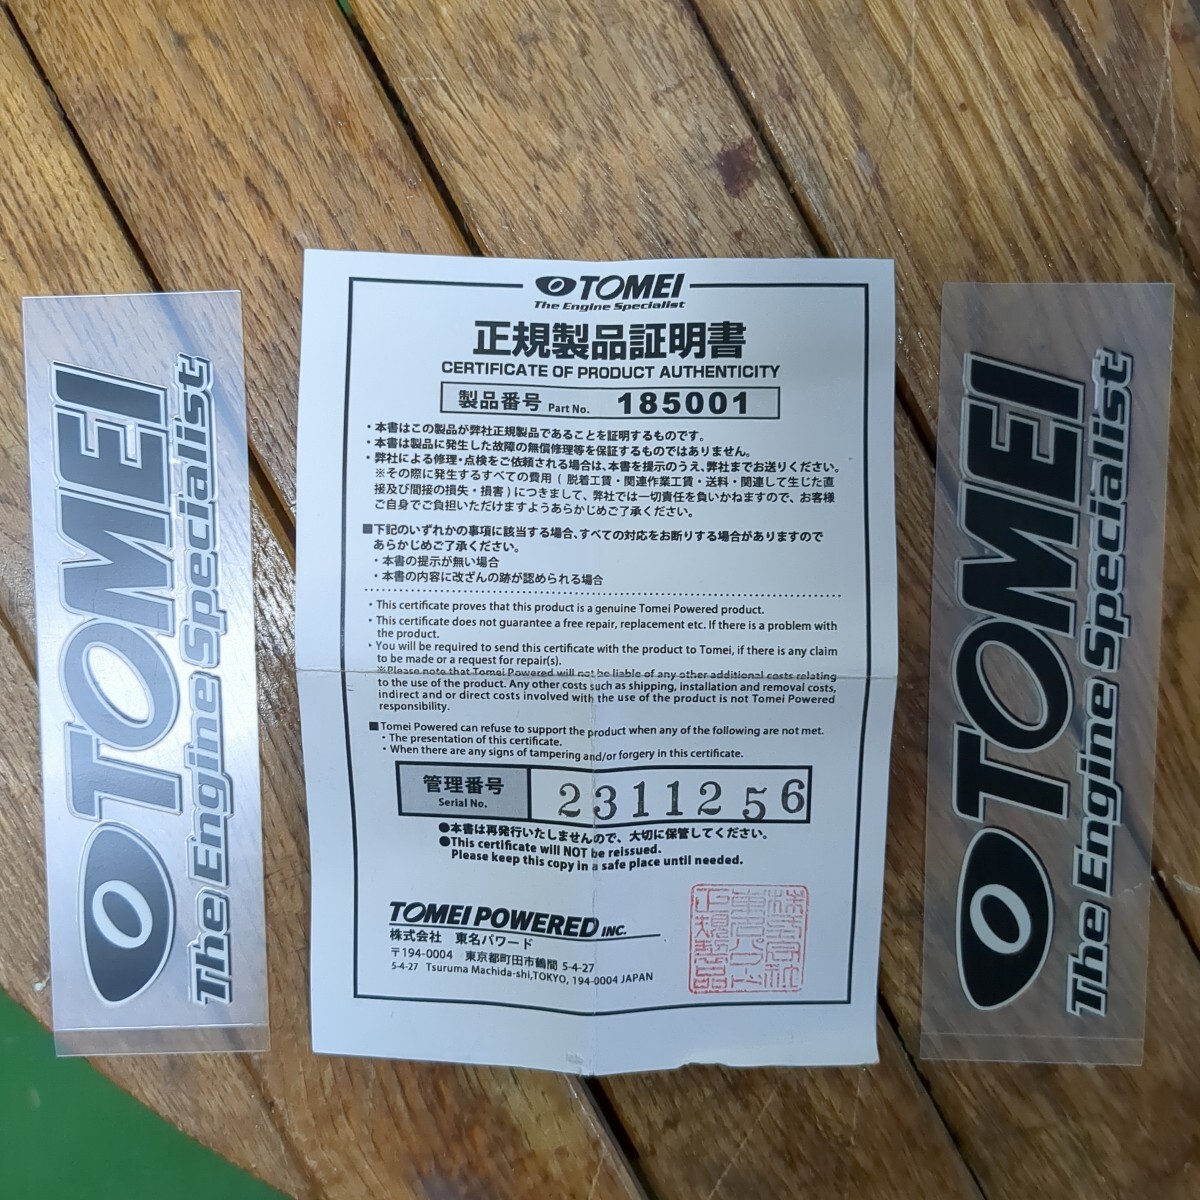 TOMEI
The Engine Specialist
TOMEI
The Engine Specialist
正規製品証明書
CERTIFICATE OF PRODUCT AUTHENTICITY
製品番号 Part No. 185001
・本書はこの製品が弊社正規製品であることを証明するものです。
・本書は製品に発生した故障の無償修理等を保証するものではありません。
・弊社による修理・点検をご依頼される場合は、本書を提示のうえ、弊社までお送りください。
※その際に発生するすべての費用(脱着工賃・関連作業工賃・送料・関連して生じた直
接及び間接の損失・損害)につきまして、弊社では一切責任を負いかねますので、お客様
ご自身でご負担いただけますようあらかじめご了承ください。
■下記のいずれかの事項に該当する場合、すべての対応をお断りする場合がありますので
あらかじめご了承ください。
・本書の提示が無い場合
・本書の内容に改ざんの跡が認められる場合
・This certificate proves that this product is a genuine Tomei Powered product.
・This certificate does not guarantee a free repair, replacement etc. If there is a problem with
the product.
・You will be required to send this certificate with the product to Tomei, if there is any claim
to be made or a request for repair(s).
※Please note that Tomei Powered will not be liable of any other additional costs relating
to the use of the product. Any other costs such as shipping, installation and removal costs,
indirect and or direct costs involved with the use of the product is not Tomei Powered
responsibility.
■Tomei Powered can refuse to support the product when any of the following are not met.
・The presentation of this certificate.
・When there are any signs of tampering and/or forgery in this certificate.
管理番号
Serial No.
2311256
●本書は再発行いたしませんので、大切に保管してください。
●This certificate will NOT be reissued.
Please keep this copy in a safe place until needed.
TOMEI POWERED INC.
株式会社 東名パワード
〒194-0004 東京都町田市鶴間 5-4-27
5-4-27 Tsuruma Machida-shi,TOKYO, 194-0004 JAPAN
株式会社
東名パワード
正規製品
TOMEI
The Engine Specialist